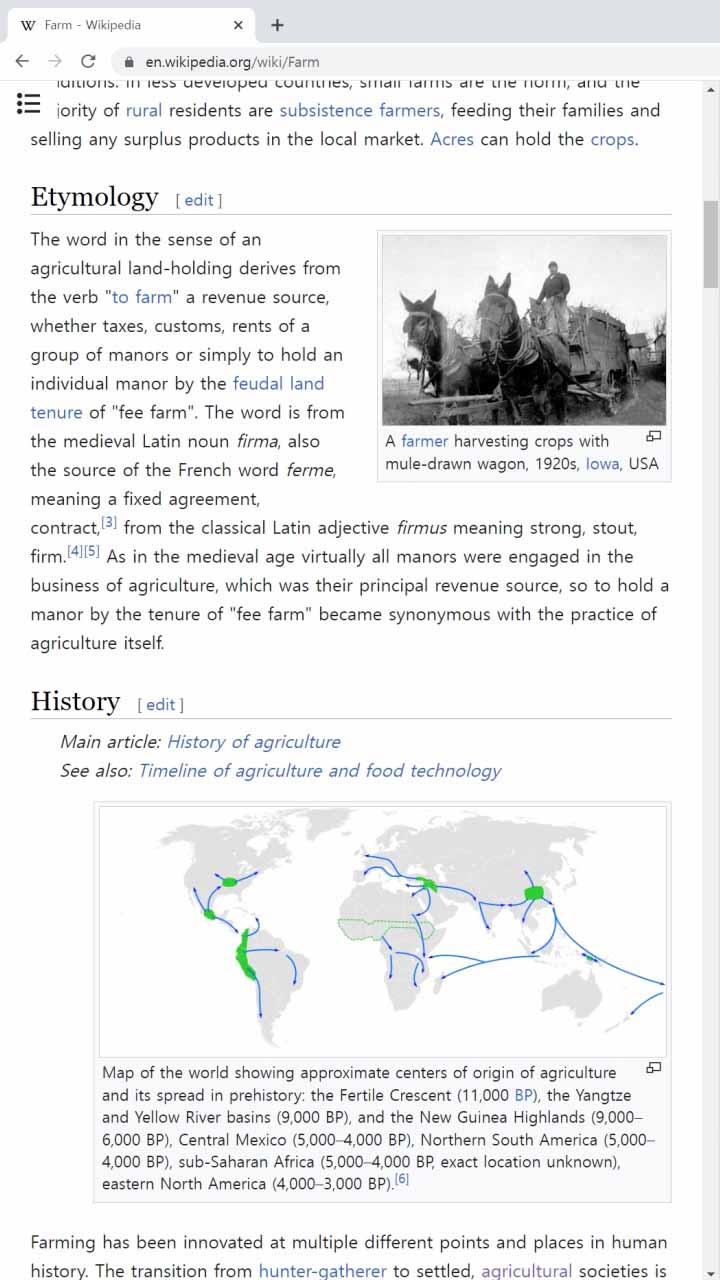 Farm - Wikipedia
en.wikipedia.org/wiki/Farm
ditions. In less developed countries, small farms are the norm, and the
jority of rural residents are subsistence farmers, feeding their families and
selling any surplus products in the local market. Acres can hold the crops.
Etymology [ edit ]
The word in the sense of an
agricultural land-holding derives from
the verb "to farm" a revenue source,
whether taxes, customs, rents of a
group of manors or simply to hold an
individual manor by the feudal land
tenure of "fee farm". The word is from
the medieval Latin noun firma, also
the source of the French word ferme,
meaning a fixed agreement,
contract,[3] from the classical Latin adjective firmus meaning strong, stout,
firm.[4][5] As in the medieval age virtually all manors were engaged in the
business of agriculture, which was their principal revenue source, so to hold a
manor by the tenure of "fee farm" became synonymous with the practice of
agriculture itself.
A farmer harvesting crops with
mule-drawn wagon, 1920s, Iowa, USA
History [ edit ]
Main article: History of agriculture
See also: Timeline of agriculture and food technology
Map of the world showing approximate centers of origin of agriculture
and its spread in prehistory: the Fertile Crescent (11,000 BP), the Yangtze
and Yellow River basins (9,000 BP), and the New Guinea Highlands (9,000–
6,000 BP), Central Mexico (5,000–4,000 BP), Northern South America (5,000–
4,000 BP), sub-Saharan Africa (5,000–4,000 BP, exact location unknown),
eastern North America (4,000–3,000 BP).[6]
Farming has been innovated at multiple different points and places in human
history. The transition from hunter-gatherer to settled, agricultural societies is